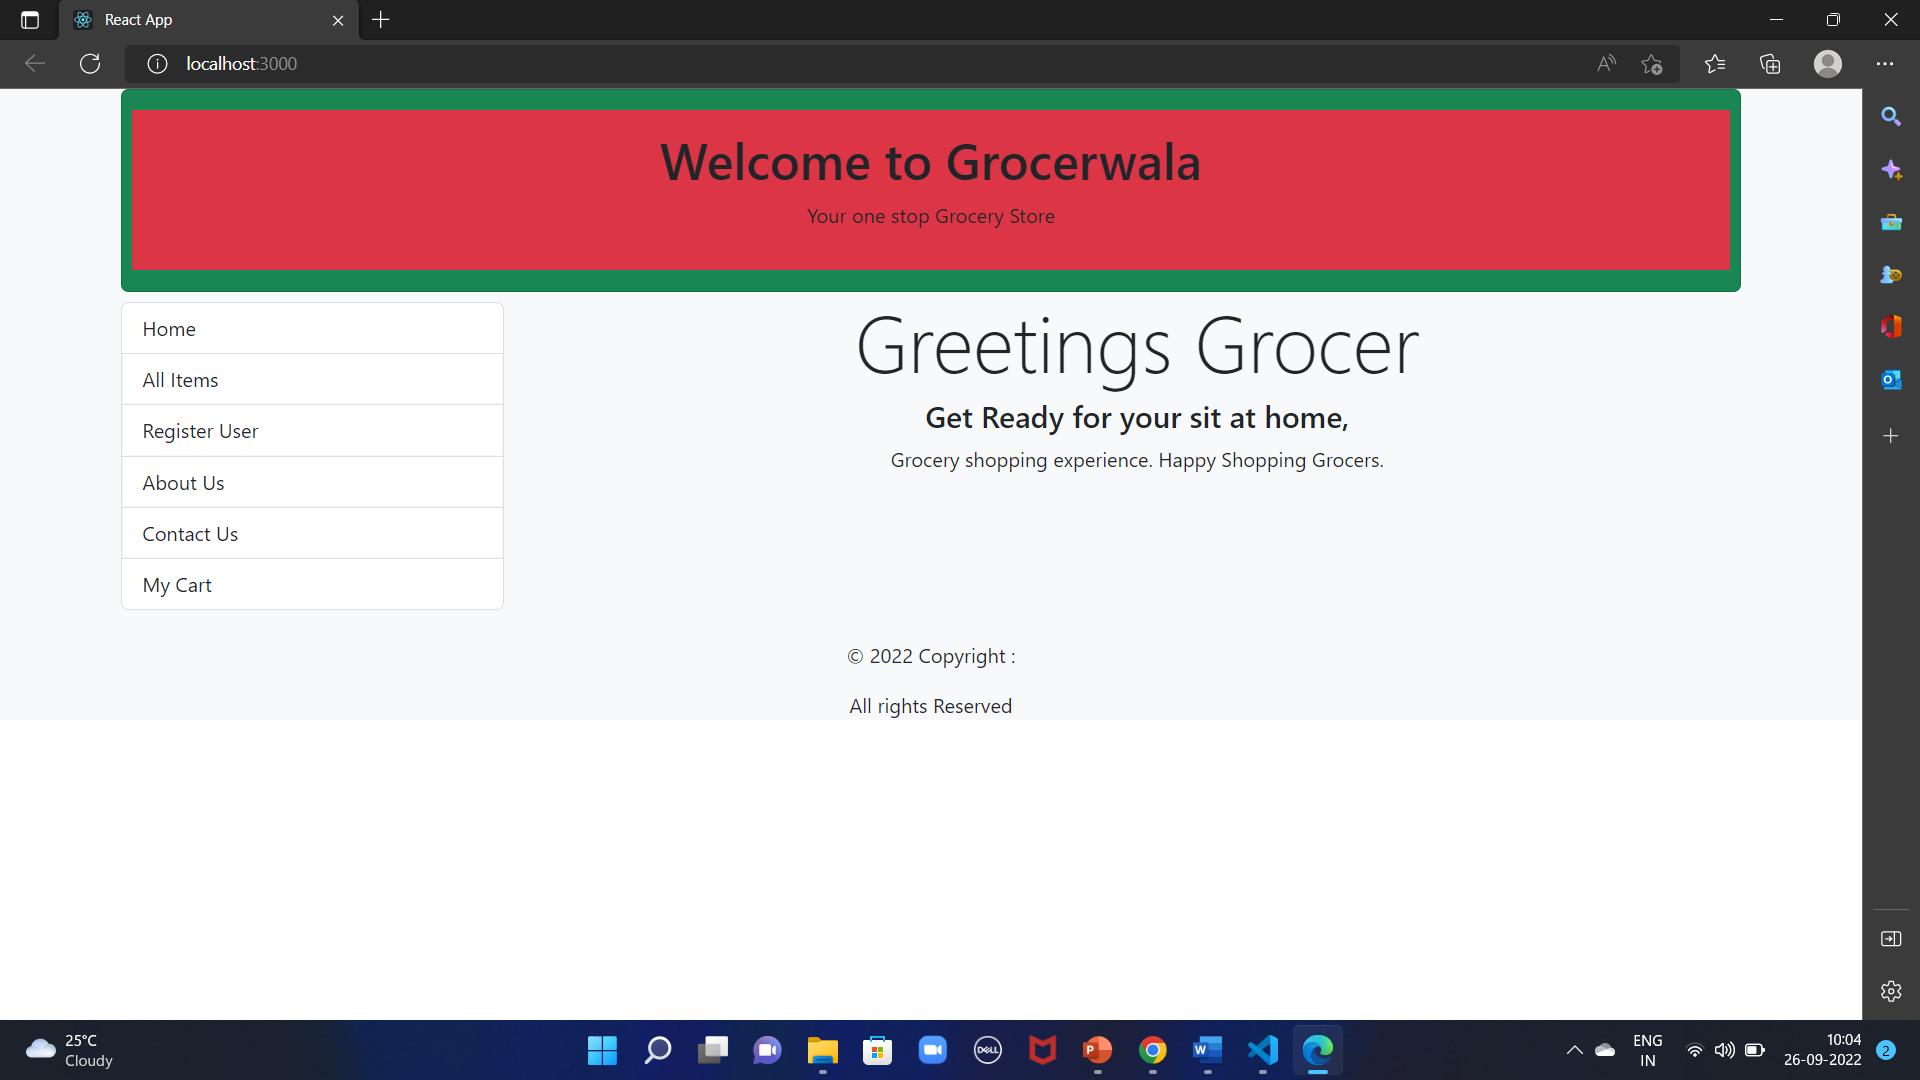 React App
localhost:3000
Welcome to Grocerwala
Your one stop Grocery Store
Home
All Items
Register User
About Us
Contact Us
My Cart
Greetings Grocer
Get Ready for your sit at home,
Grocery shopping experience. Happy Shopping Grocers.
© 2022 Copyright :
All rights Reserved
25°C
Cloudy
DELL
ENG
IN
10:04
26-09-2022
2